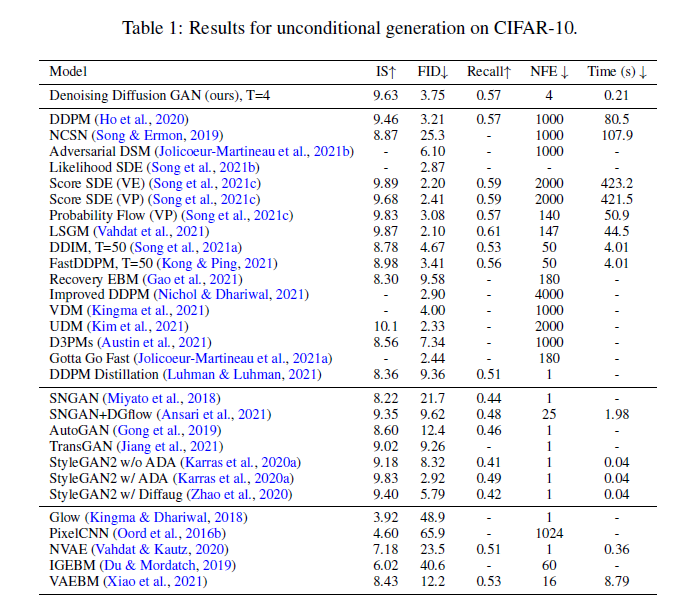 Table 1: Results for unconditional generation on CIFAR-10.
Model IS↑ FID↓ Recall↑ NFE ↓ Time (s) ↓
Denoising Diffusion GAN (ours), T=4 9.63 3.75 0.57 4 0.21
DDPM (Ho et al., 2020) 9.46 3.21 0.57 1000 80.5
NCSN (Song & Ermon, 2019) 8.87 25.3 - 1000 107.9
Adversarial DSM (Jolicoeur-Martineau et al., 2021b) - 6.10 - 1000 -
Likelihood SDE (Song et al., 2021b) - 2.87 - - -
Score SDE (VE) (Song et al., 2021c) 9.89 2.20 0.59 2000 423.2
Score SDE (VP) (Song et al., 2021c) 9.68 2.41 0.59 2000 421.5
Probability Flow (VP) (Song et al., 2021c) 9.83 3.08 0.57 140 50.9
LSGM (Vahdat et al., 2021) 9.87 2.10 0.61 147 44.5
DDIM, T=50 (Song et al., 2021a) 8.78 4.67 0.53 50 4.01
FastDDPM, T=50 (Kong & Ping, 2021) 8.98 3.41 0.56 50 4.01
Recovery EBM (Gao et al., 2021) 8.30 9.58 - 180 -
Improved DDPM (Nichol & Dhariwal, 2021) - 2.90 - 4000 -
VDM (Kingma et al., 2021) - 4.00 - 1000 -
UDM (Kim et al., 2021) 10.1 2.33 - 2000 -
D3PMs (Austin et al., 2021) 8.56 7.34 - 1000 -
Gotta Go Fast (Jolicoeur-Martineau et al., 2021a) - 2.44 - 180 -
DDPM Distillation (Luhman & Luhman, 2021) 8.36 9.36 0.51 1 -
SNGAN (Miyato et al., 2018) 8.22 21.7 0.44 1 -
SNGAN+DGflow (Ansari et al., 2021) 9.35 9.62 0.48 25 1.98
AutoGAN (Gong et al., 2019) 8.60 12.4 0.46 1 -
TransGAN (Jiang et al., 2021) 9.02 9.26 - 1 -
StyleGAN2 w/o ADA (Karras et al., 2020a) 9.18 8.32 0.41 1 0.04
StyleGAN2 w/ ADA (Karras et al., 2020a) 9.83 2.92 0.49 1 0.04
StyleGAN2 w/ Diffaug (Zhao et al., 2020) 9.40 5.79 0.42 1 0.04
Glow (Kingma & Dhariwal, 2018) 3.92 48.9 - 1 -
PixelCNN (Oord et al., 2016b) 4.60 65.9 - 1024 -
NVAE (Vahdat & Kautz, 2020) 7.18 23.5 0.51 1 0.36
IGEBM (Du & Mordatch, 2019) 6.02 40.6 - 60 -
VAEBM (Xiao et al., 2021) 8.43 12.2 0.53 16 8.79